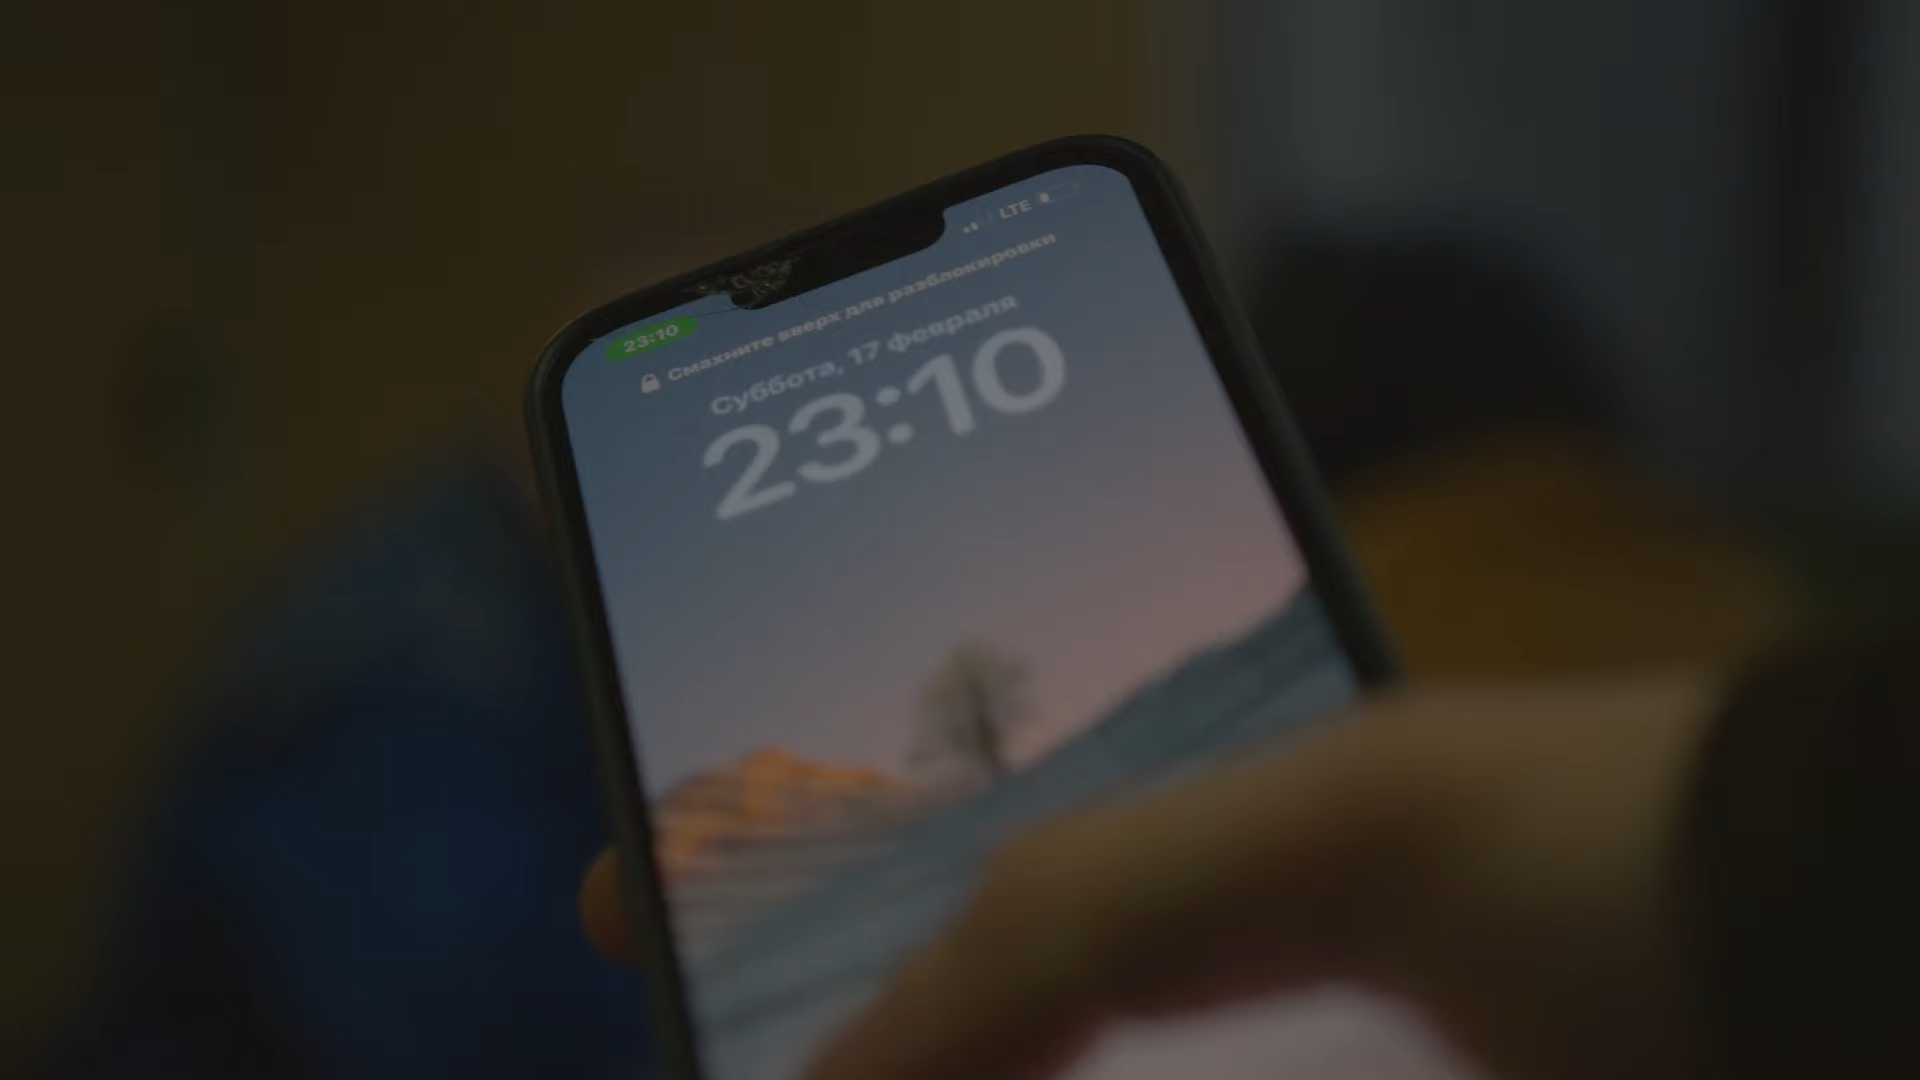 LTE
23:10
Смахните вверх для разблокировки
Суббота, 17 февраля
23:10